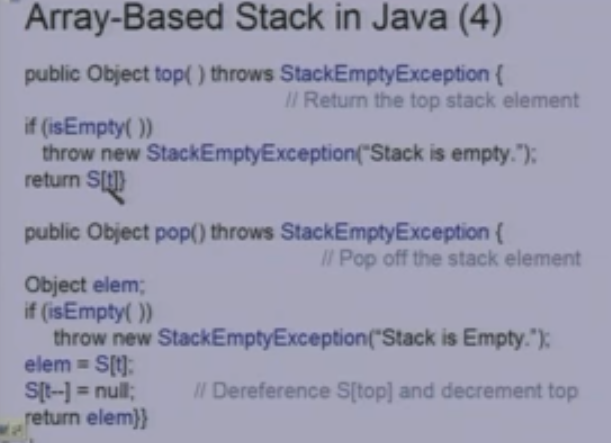 Array-Based Stack in Java (4)
public Object top( ) throws StackEmptyException {
// Return the top stack element
if (isEmpty( ))
throw new StackEmptyException("Stack is empty.");
return S[t]}
public Object pop() throws StackEmptyException {
// Pop off the stack element
Object elem;
if (isEmpty( ))
throw new StackEmptyException("Stack is Empty.");
elem = S[t];
S[t--] = null; // Dereference S[top] and decrement top
return elem}}